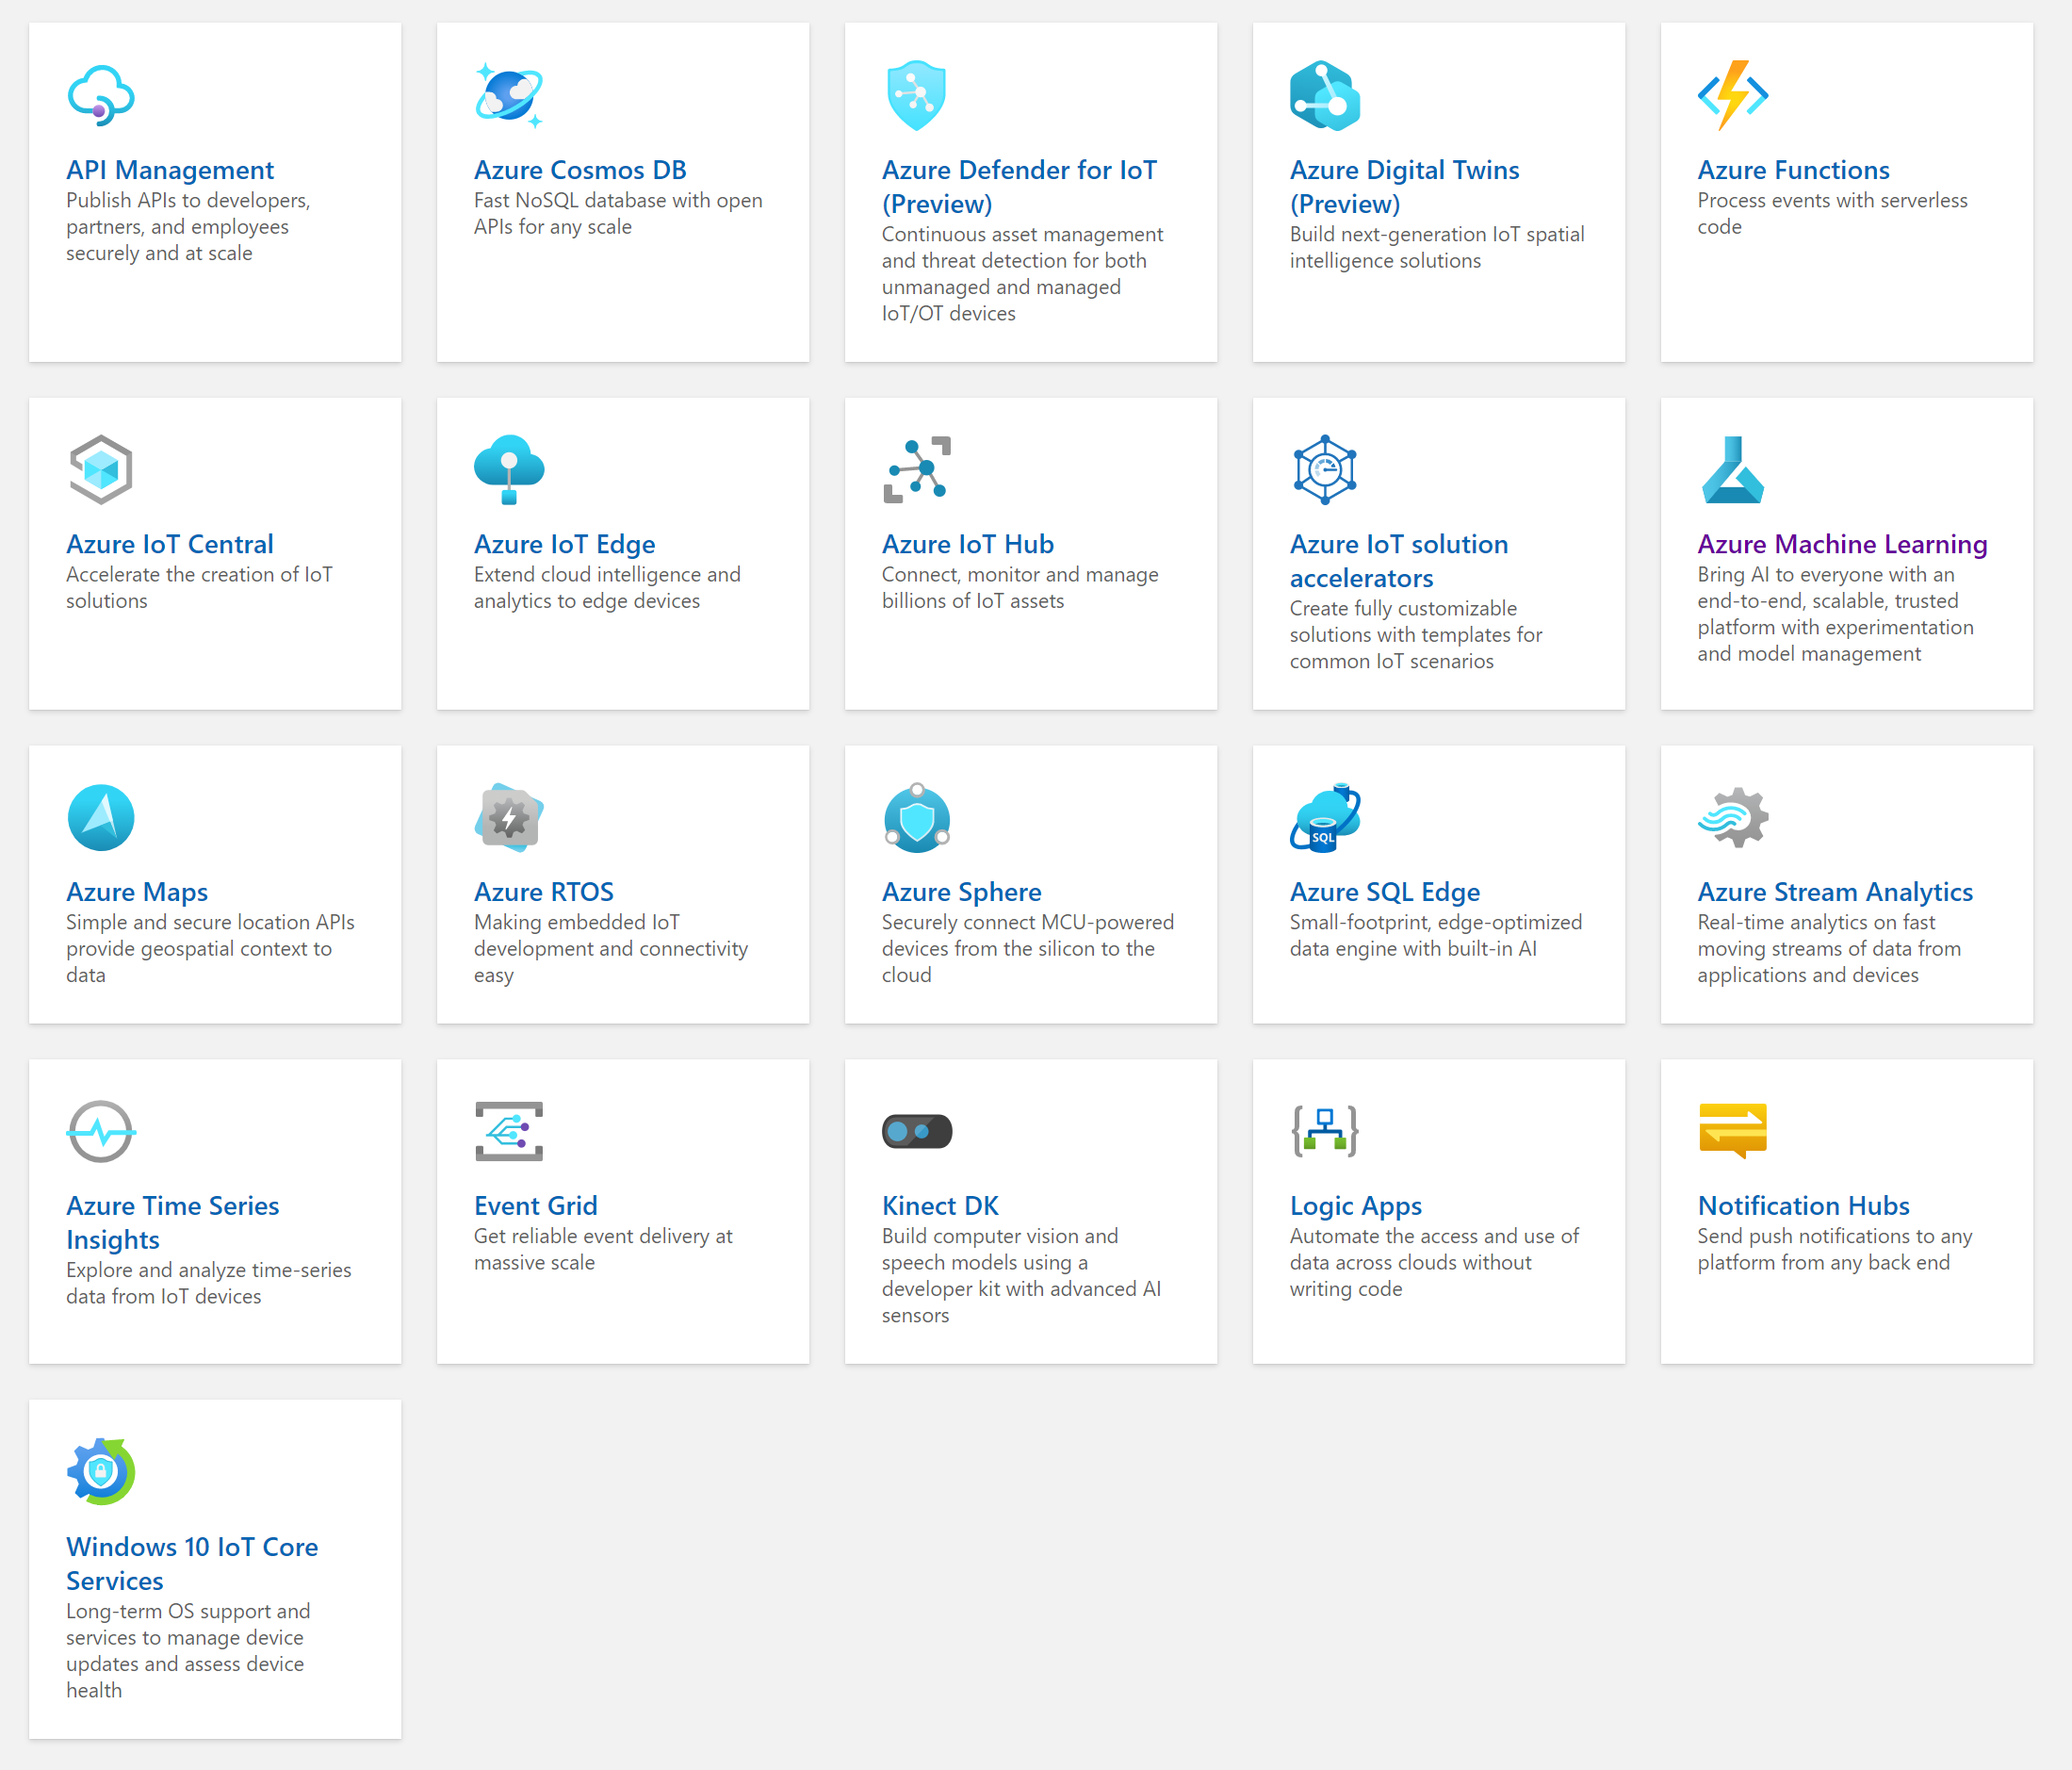 API Management
Publish APIs to developers,
partners, and employees
securely and at scale
Azure Cosmos DB
Fast NoSQL database with open
APIs for any scale
Azure Defender for IoT
(Preview)
Continuous asset management
and threat detection for both
unmanaged and managed
IoT/OT devices
Azure Digital Twins
(Preview)
Build next-generation IoT spatial
intelligence solutions
Azure Functions
Process events with serverless
code
Azure IoT Central
Accelerate the creation of IoT
solutions
Azure IoT Edge
Extend cloud intelligence and
analytics to edge devices
Azure IoT Hub
Connect, monitor and manage
billions of IoT assets
Azure IoT solution
accelerators
Create fully customizable
solutions with templates for
common IoT scenarios
Azure Machine Learning
Bring AI to everyone with an
end-to-end, scalable, trusted
platform with experimentation
and model management
Azure Maps
Simple and secure location APIs
provide geospatial context to
data
Azure RTOS
Making embedded IoT
development and connectivity
easy
Azure Sphere
Securely connect MCU-powered
devices from the silicon to the
cloud
SQL
Azure SQL Edge
Small-footprint, edge-optimized
data engine with built-in AI
Azure Stream Analytics
Real-time analytics on fast
moving streams of data from
applications and devices
Azure Time Series
Insights
Explore and analyze time-series
data from IoT devices
Event Grid
Get reliable event delivery at
massive scale
Kinect DK
Build computer vision and
speech models using a
developer kit with advanced AI
sensors
Logic Apps
Automate the access and use of
data across clouds without
writing code
Notification Hubs
Send push notifications to any
platform from any back end
Windows 10 IoT Core
Services
Long-term OS support and
services to manage device
updates and assess device
health